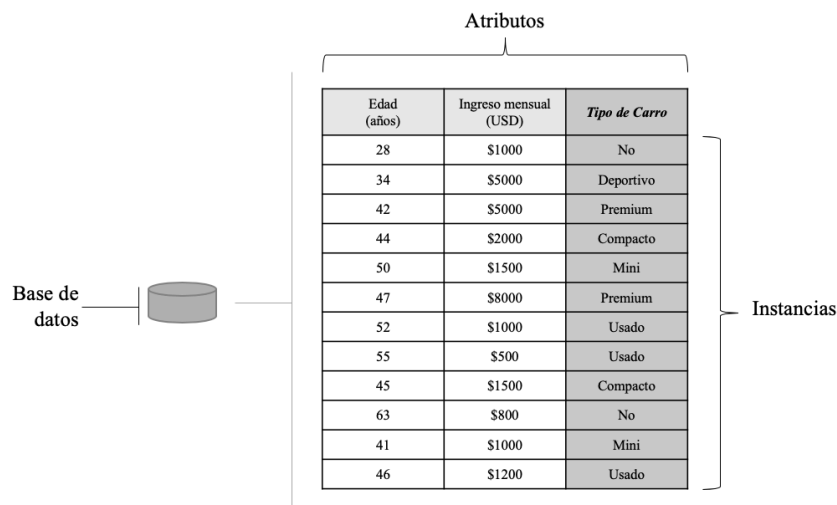 Atributos
Edad
(años)
Ingreso mensual
(USD)
Tipo de Carro
28 $1000 No
34 $5000 Deportivo
42 $5000 Premium
44 $2000 Compacto
50 $1500 Mini
47 $8000 Premium
52 $1000 Usado
55 $500 Usado
45 $1500 Compacto
63 $800 No
41 $1000 Mini
46 $1200 Usado
Base de
datos
Instancias